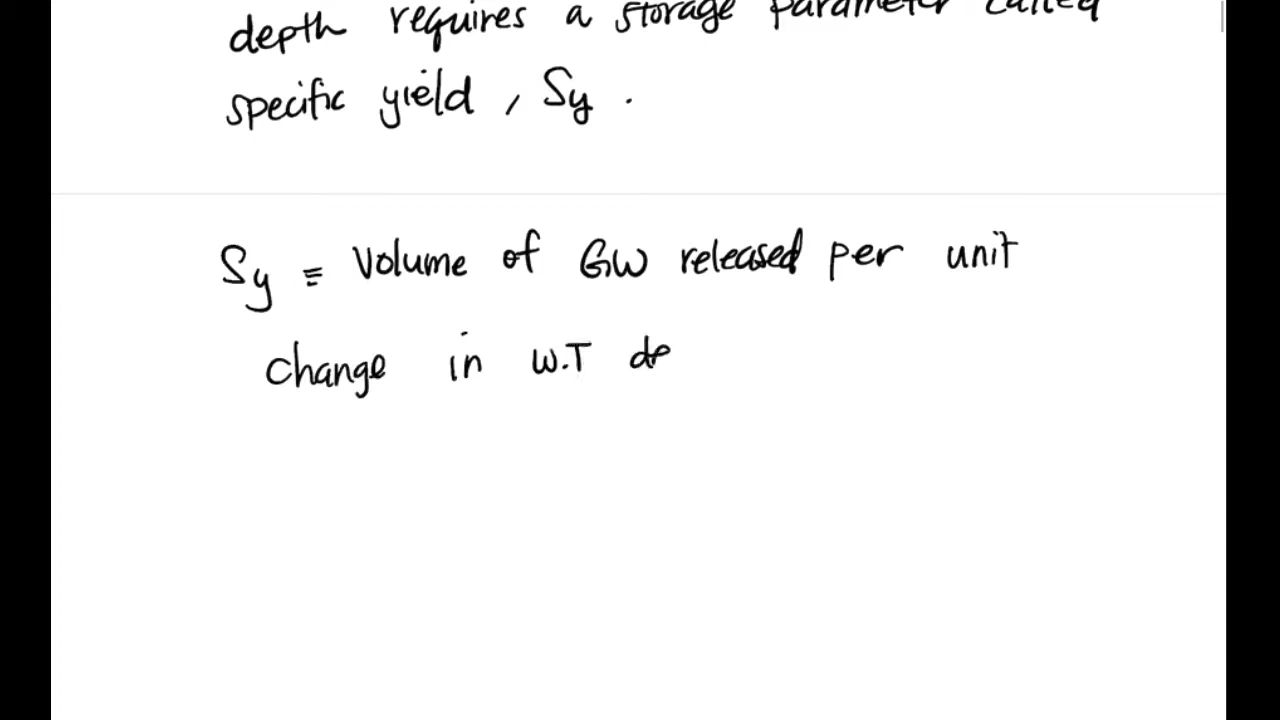 depth requires a storage parameter called
specific yield, Sy.
Sy ≡ Volume of GW released per unit
change in W.T de